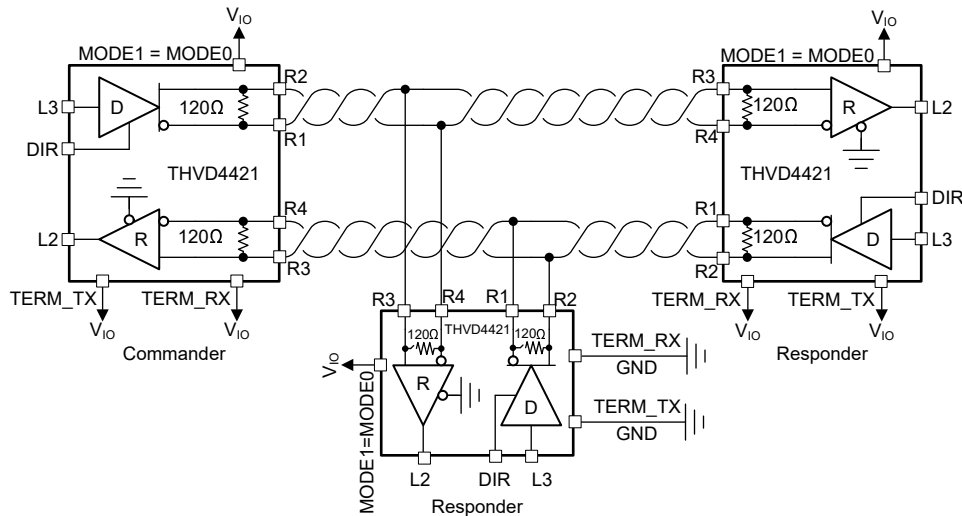 V_IO
V_IO
MODE1 = MODE0
MODE1 = MODE0
R2
R3
L3
D
120Ω
120Ω
R
L2
R1
R4
DIR
THVD4421
THVD4421
DIR
R4
R1
L2
R
120Ω
120Ω
D
L3
R3
R2
TERM_TX
TERM_RX
TERM_RX
TERM_TX
V_IO
V_IO
V_IO
V_IO
Commander
Responder
R3
R4
R1
R2
THVD4421
120Ω
120Ω
TERM_RX
GND
V_IO
R
D
TERM_TX
GND
MODE1=MODE0
L2
DIR
L3
Responder